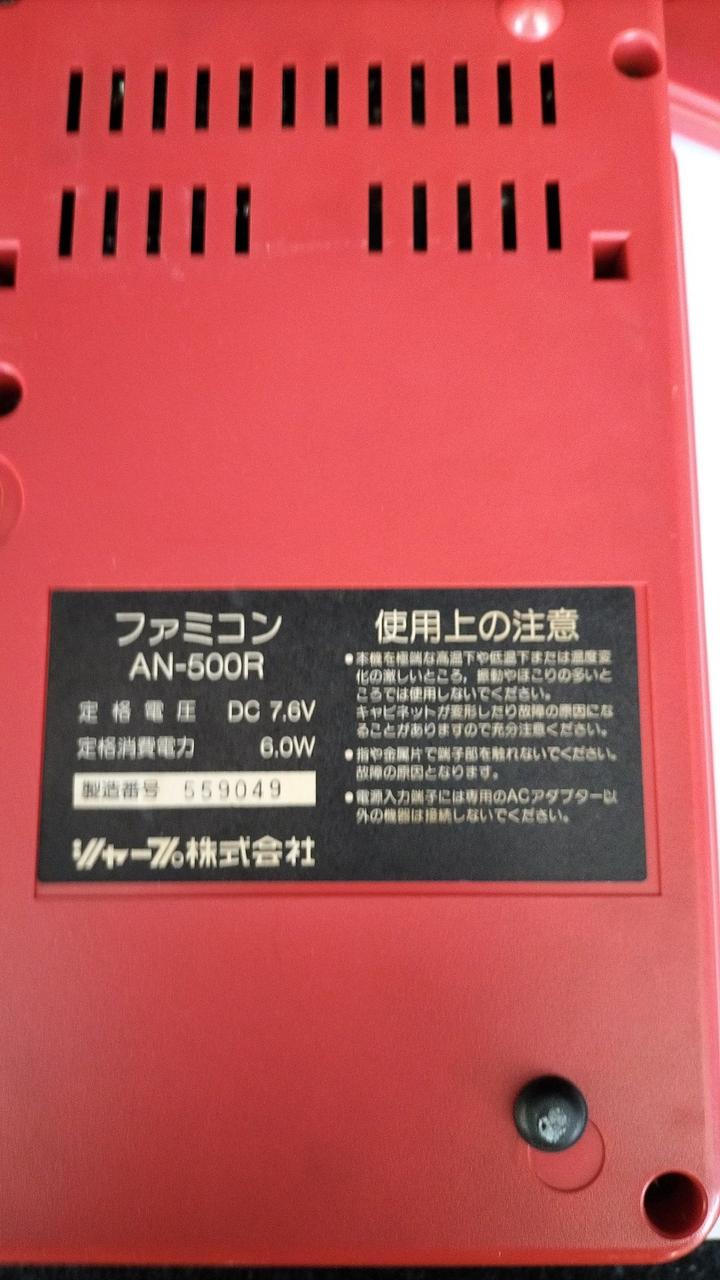 ファミコン
AN-500R
定格電圧 DC 7.6V
定格消費電力 6.0W
製造番号 559049
シャープ株式会社
使用上の注意
●本機を極端な高温下や低温下または温度変
化の激しいところ，振動やほこりの多いと
ころでは使用しないでください。
キャビネットが変形したり故障の原因にな
ることがありますので充分注意ください。
●指や金属片で端子部を触れないでください。
故障の原因となります。
●電源入力端子には専用のACアダプター以
外の機器は接続しないでください。